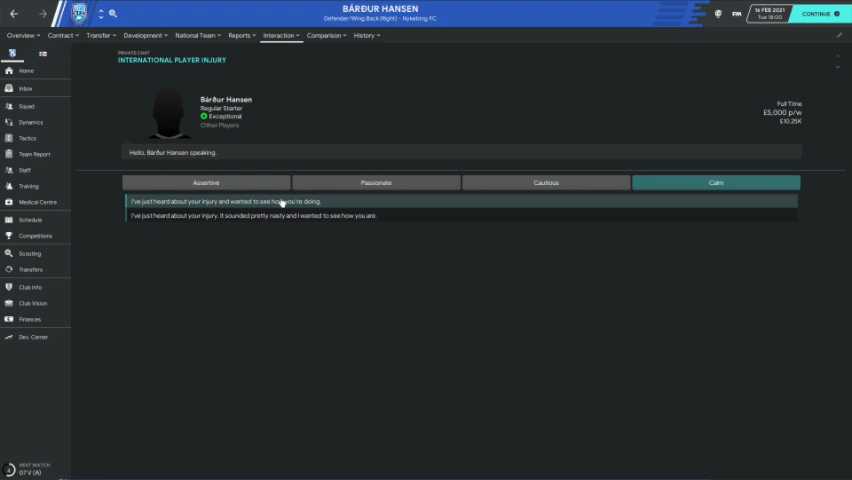 BÁRÐUR HANSEN
Defender/Wing Back (Right) - Nykøbing FC
FM
16 FEB 2021
Tue 18:00
CONTINUE
Overview
Contract
Transfer
Development
National Team
Reports
Interaction
Comparison
History
PRIVATE CHAT
INTERNATIONAL PLAYER INJURY
Home
Inbox
Squad
Dynamics
Tactics
Team Report
Staff
Training
Medical Centre
Schedule
Competitions
Scouting
Transfers
Club Info
Club Vision
Finances
Dev. Center
Bárður Hansen
Regular Starter
Exceptional
Other Players
Full Time
£5,000 p/w
£10.25K
Hello, Bárður Hansen speaking.
Assertive
Passionate
Cautious
Calm
I've just heard about your injury and wanted to see how you're doing.
I've just heard about your injury. It sounded pretty nasty and I wanted to see how you are.
NEXT MATCH
07 V (A)